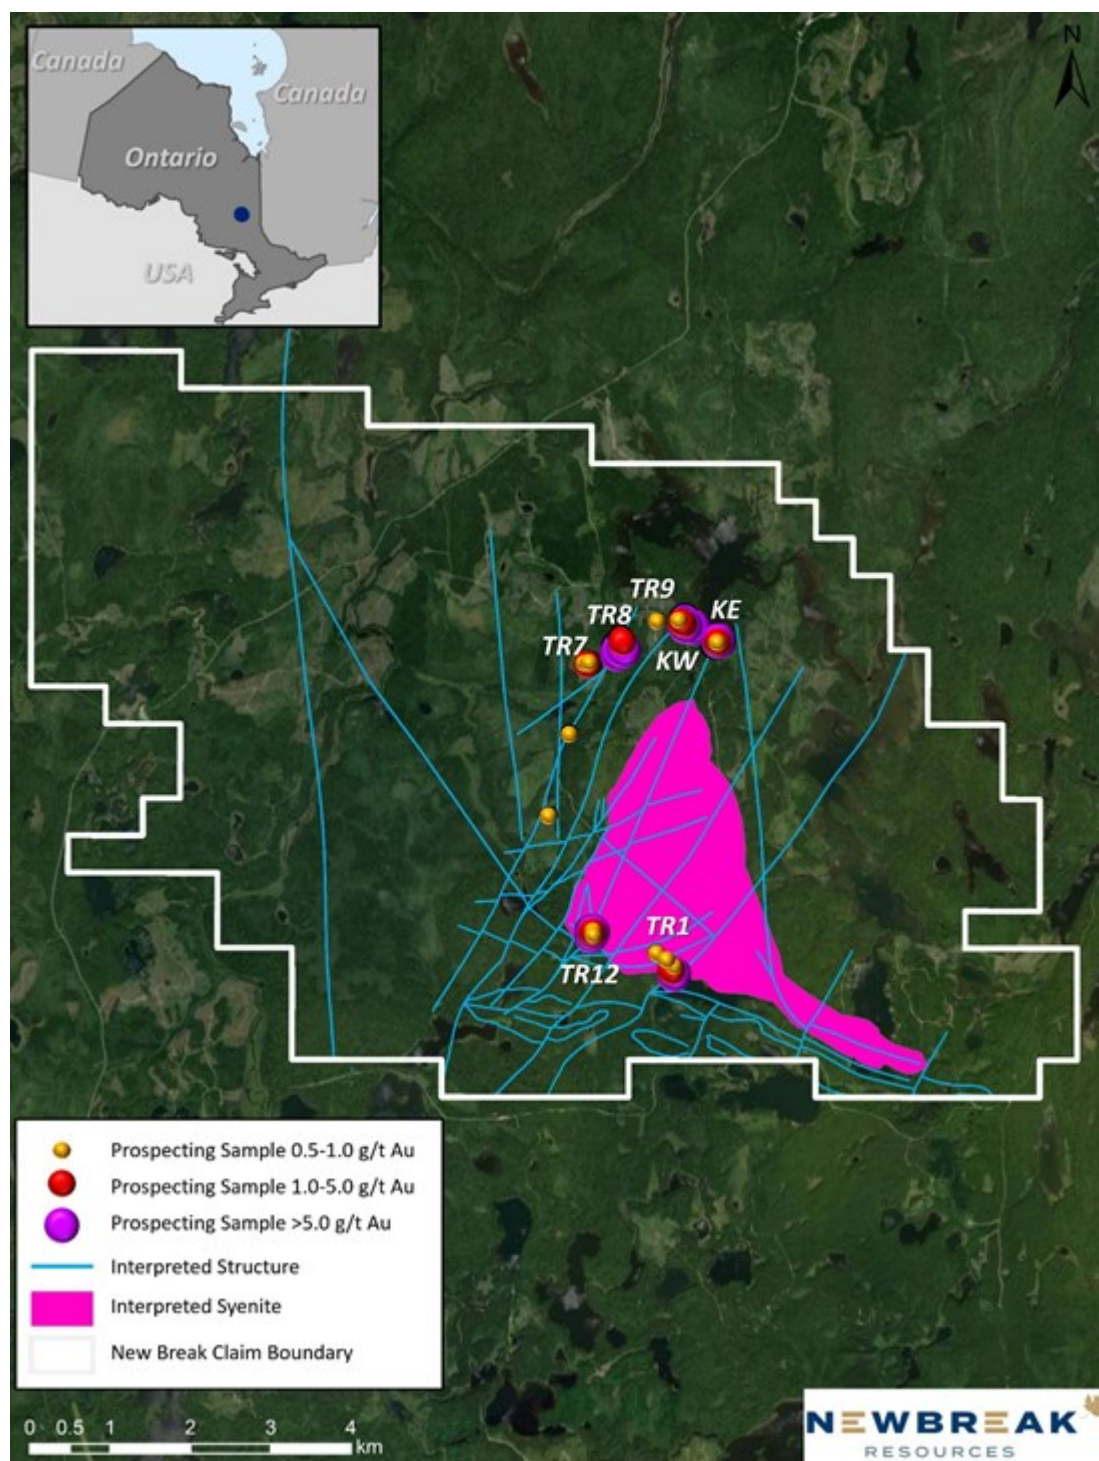 Canada
Canada
Ontario
USA
N
TR9
TR8
KE
TR7
KW
TR1
TR12
Prospecting Sample 0.5-1.0 g/t Au
Prospecting Sample 1.0-5.0 g/t Au
Prospecting Sample >5.0 g/t Au
Interpreted Structure
Interpreted Syenite
New Break Claim Boundary
0 0.5 1 2 3 4
km
NEWBREAK
RESOURCES